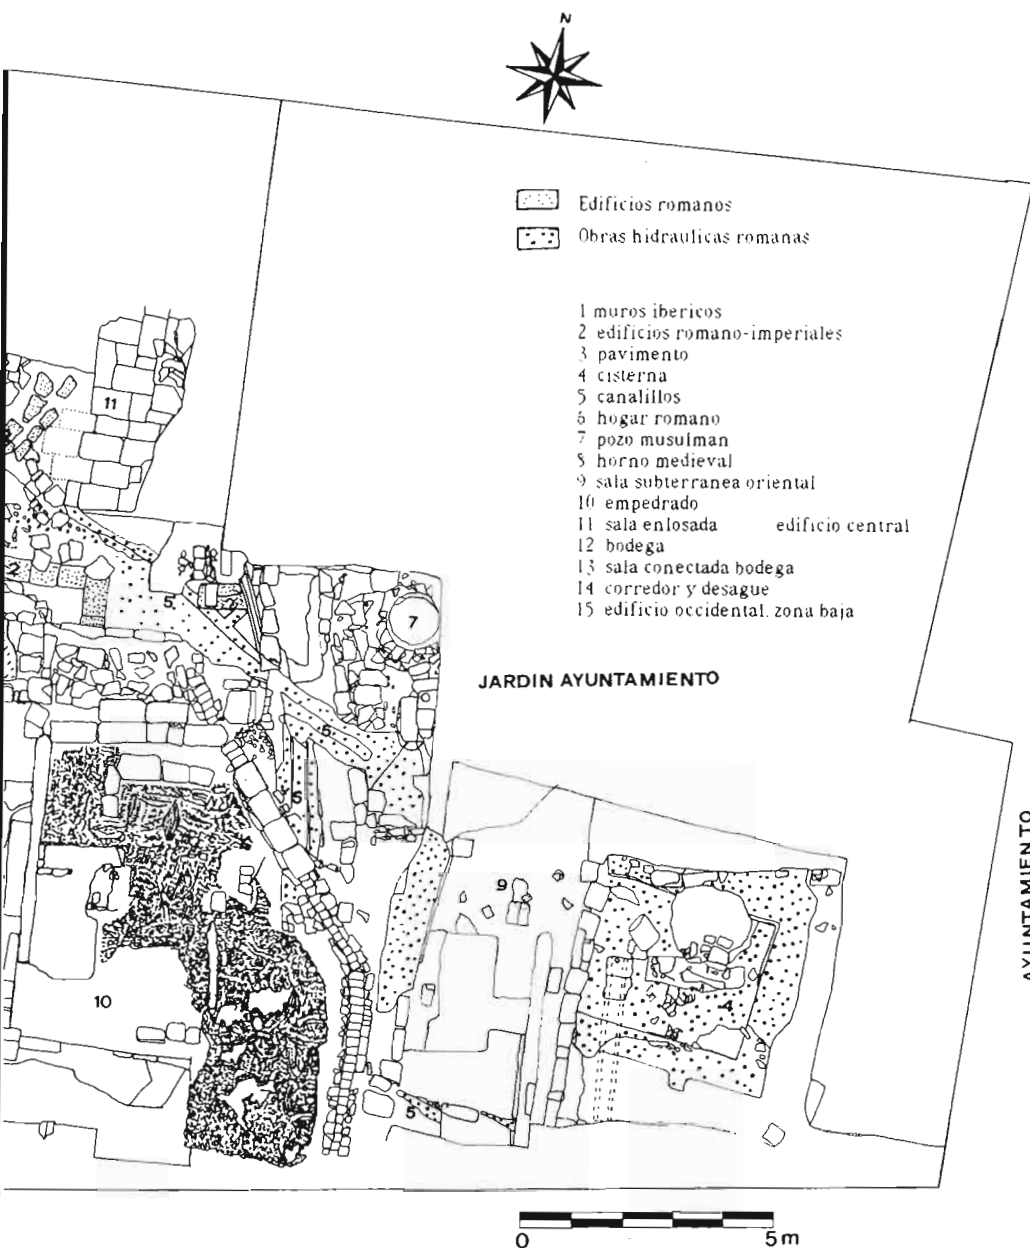 N
Edificios romanos
Obras hidraulicas romanas
1 muros ibericos
2 edificios romano-imperiales
3 pavimento
4 cisterna
5 canalillos
6 hogar romano
7 pozo musulman
8 horno medieval
9 sala subterranea oriental
10 empedrado
11 sala enlosada edificio central
12 bodega
13 sala conectada bodega
14 corredor y desague
15 edificio occidental. zona baja
11
2
5
2
7
JARDIN AYUNTAMIENTO
5
5
AYUNTAMIENTO
9
10
4
5
0 5m